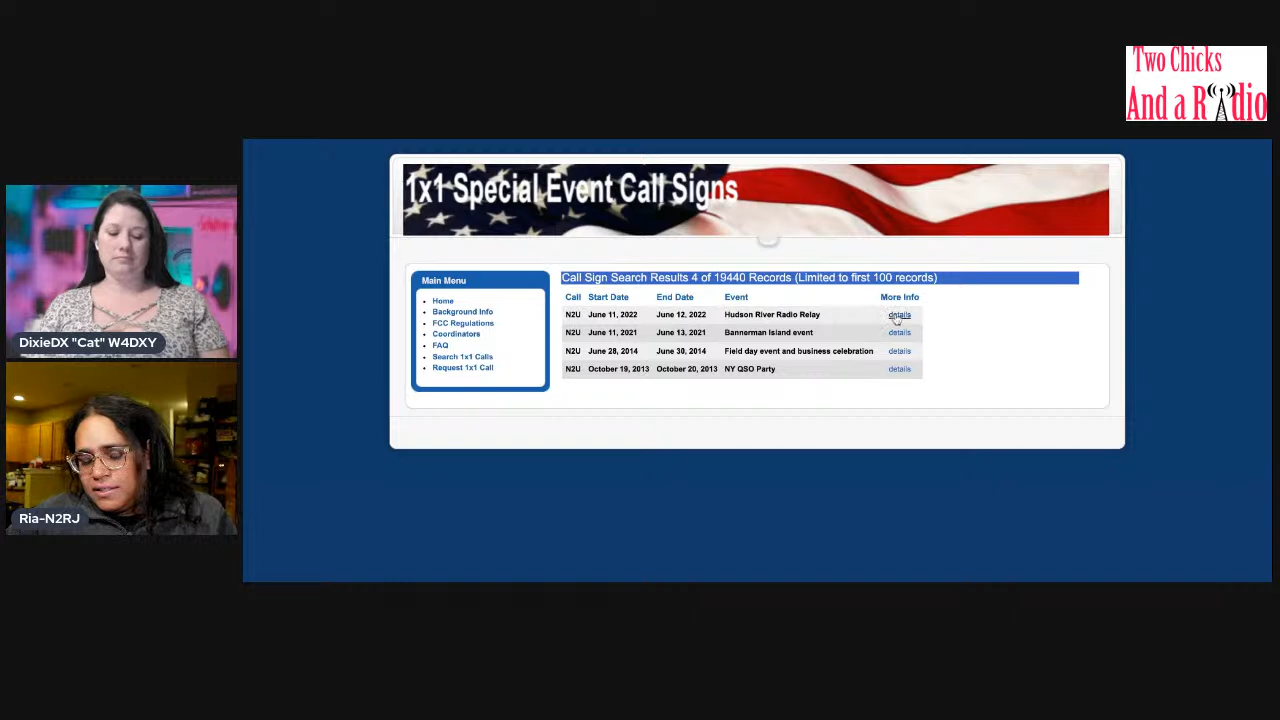 Two Chicks
And a Radio
1x1 Special Event Call Signs
Main Menu
Home
Background Info
FCC Regulations
Coordinators
FAQ
Search 1x1 Calls
Request 1x1 Call
Call Sign Search Results 4 of 19440 Records (Limited to first 100 records)
Call Start Date End Date Event More Info
N2U June 11, 2022 June 12, 2022 Hudson River Radio Relay details
N2U June 11, 2021 June 13, 2021 Bannerman Island event details
N2U June 28, 2014 June 30, 2014 Field day event and business celebration details
N2U October 19, 2013 October 20, 2013 NY QSO Party details
DixieDX "Cat" W4DXY
Ria-N2RJ